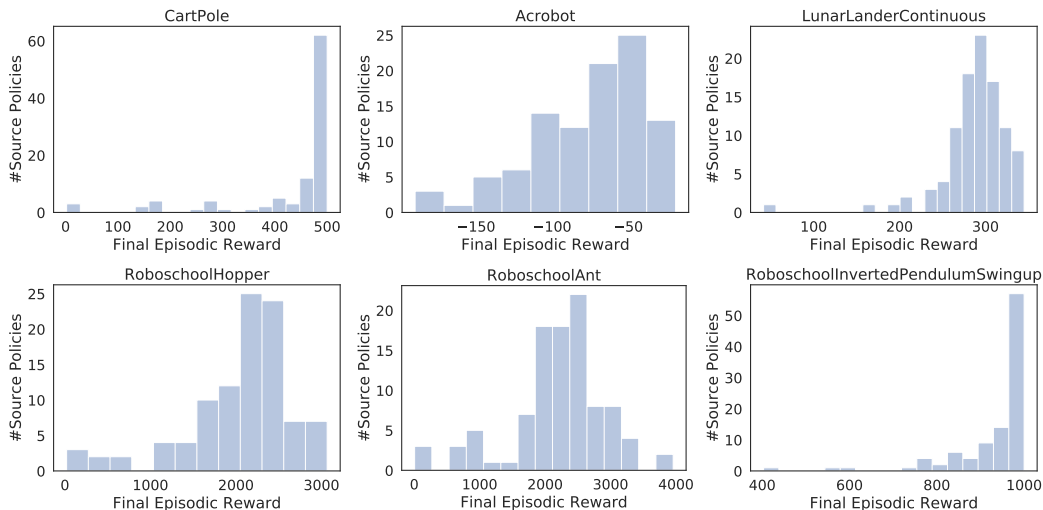 CartPole
60
40
20
0
#Source Policies
0 100 200 300 400 500
Final Episodic Reward
Acrobot
25
20
15
10
5
0
#Source Policies
−150 −100 −50
Final Episodic Reward
LunarLanderContinuous
20
15
10
5
0
#Source Policies
100 200 300
Final Episodic Reward
RoboschoolHopper
25
20
15
10
5
0
#Source Policies
0 1000 2000 3000
Final Episodic Reward
RoboschoolAnt
20
15
10
5
0
#Source Policies
0 1000 2000 3000 4000
Final Episodic Reward
RoboschoolInvertedPendulumSwingup
50
40
30
20
10
0
#Source Policies
400 600 800 1000
Final Episodic Reward